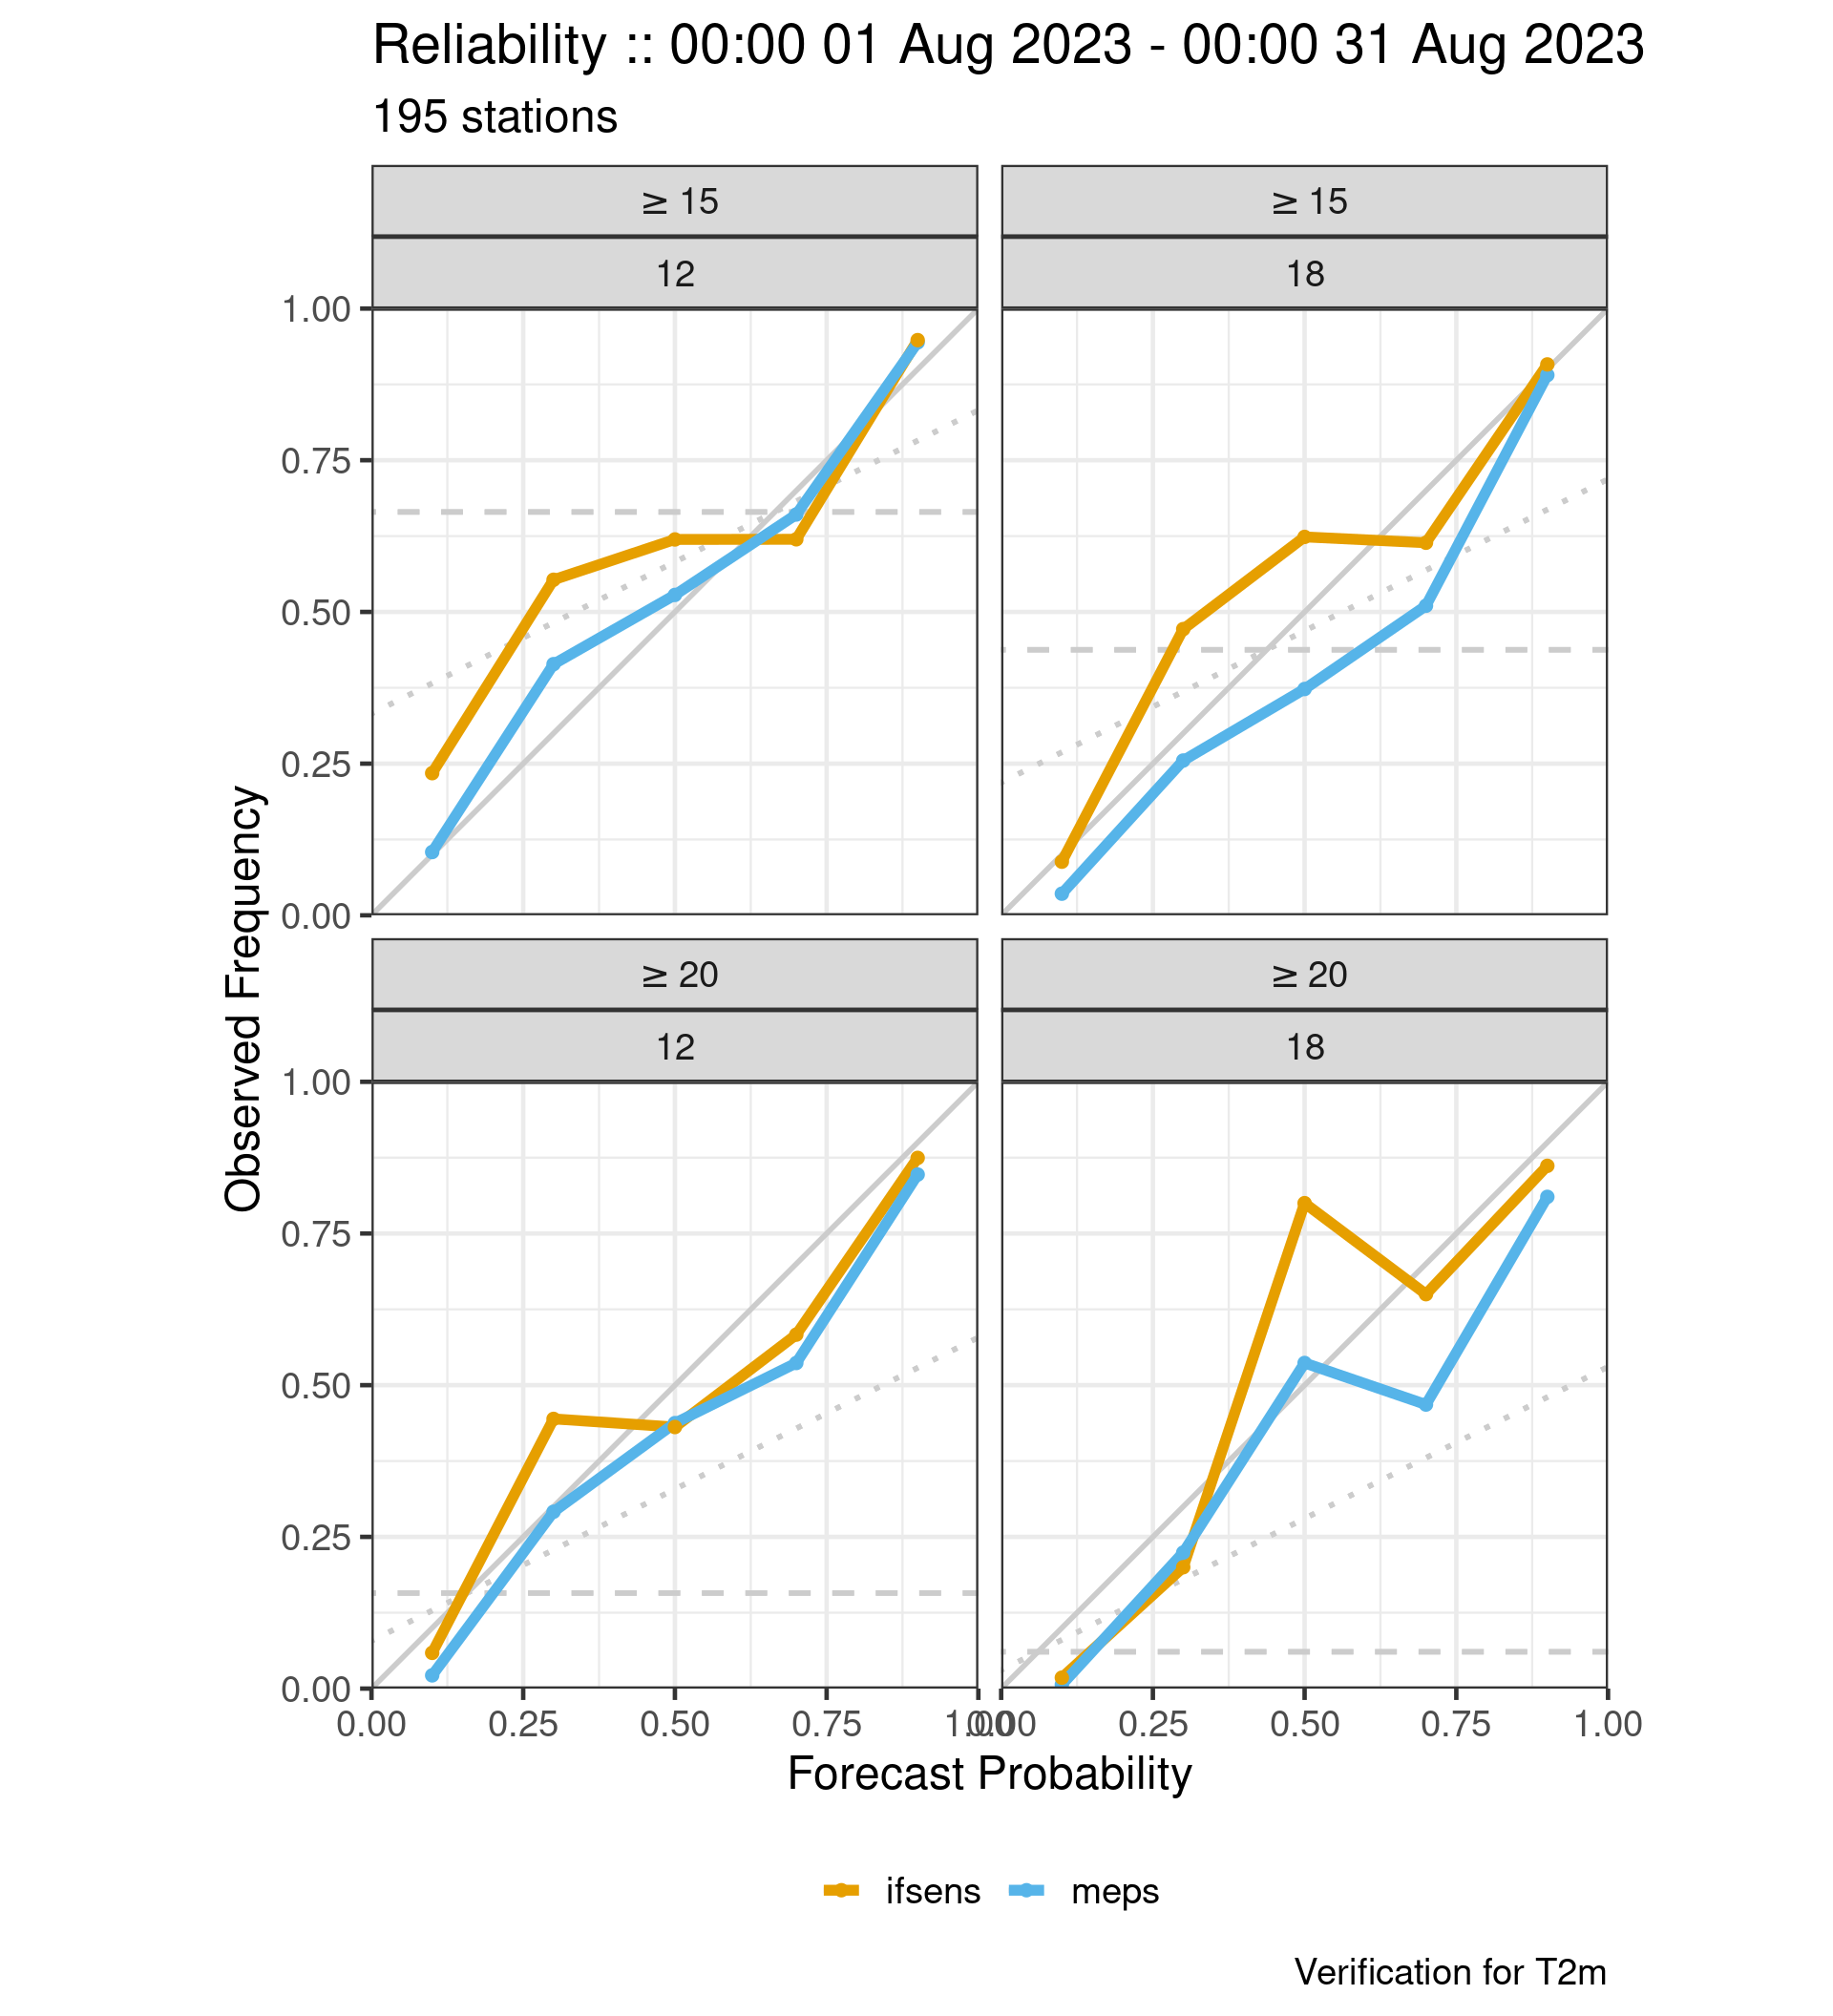 Reliability :: 00:00 01 Aug 2023 - 00:00 31 Aug 2023
195 stations
≥ 15
≥ 15
12
18
1.00
0.75
0.50
0.25
0.00
≥ 20
≥ 20
12
18
1.00
0.75
0.50
0.25
0.00
Observed Frequency
0.00 0.25 0.50 0.75 1.00
0.00 0.25 0.50 0.75 1.00
Forecast Probability
ifsens meps
Verification for T2m